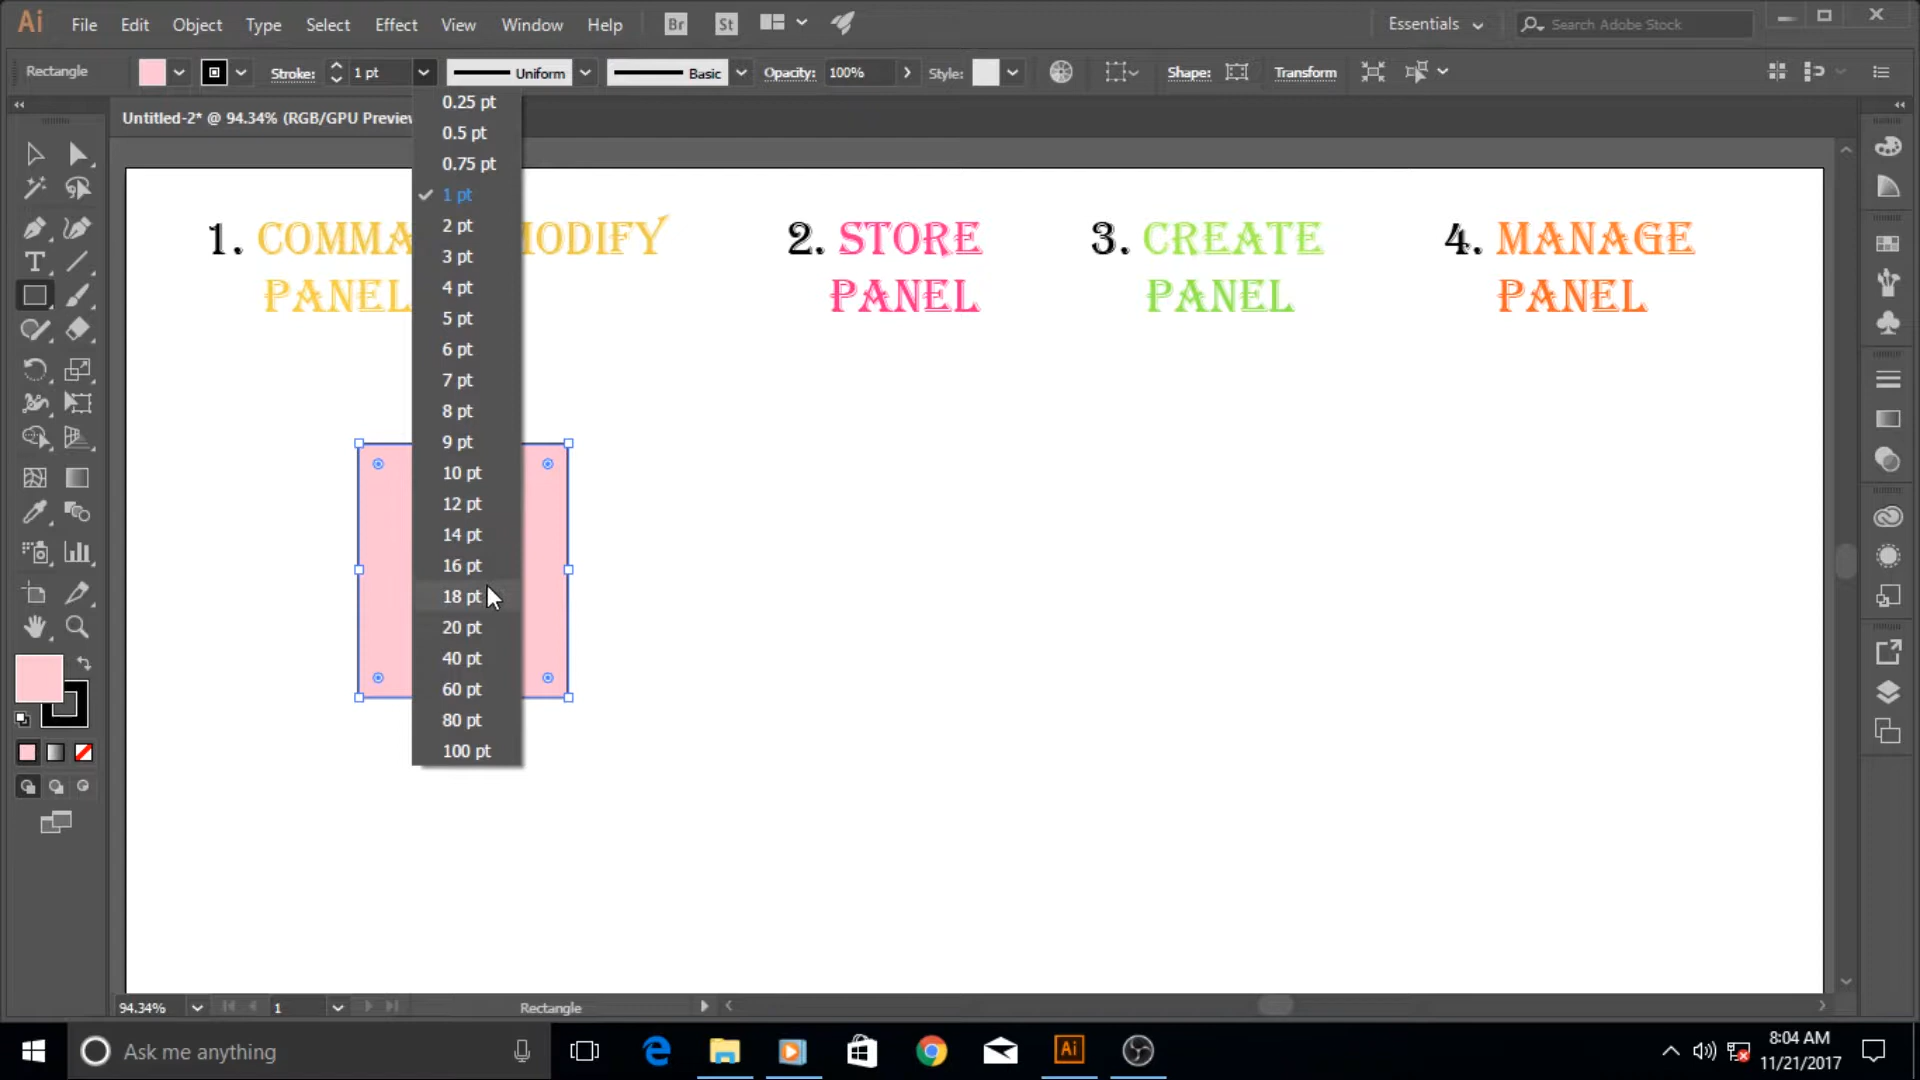 Ai File Edit Object Type Select Effect View Window Help Br St Essentials Search Adobe Stock
Rectangle Stroke: 1 pt Uniform Basic Opacity: 100% Style: Shape: Transform
Untitled-2* @ 94.34% (RGB/GPU Preview
0.25 pt
0.5 pt
0.75 pt
1 pt
2 pt
3 pt
4 pt
5 pt
6 pt
7 pt
8 pt
9 pt
10 pt
12 pt
14 pt
16 pt
18 pt
20 pt
40 pt
60 pt
80 pt
100 pt
1. COMMA MODIFY
PANEL
2. STORE
PANEL
3. CREATE
PANEL
4. MANAGE
PANEL
94.34% 1 Rectangle
Ask me anything
Ai
8:04 AM
11/21/2017